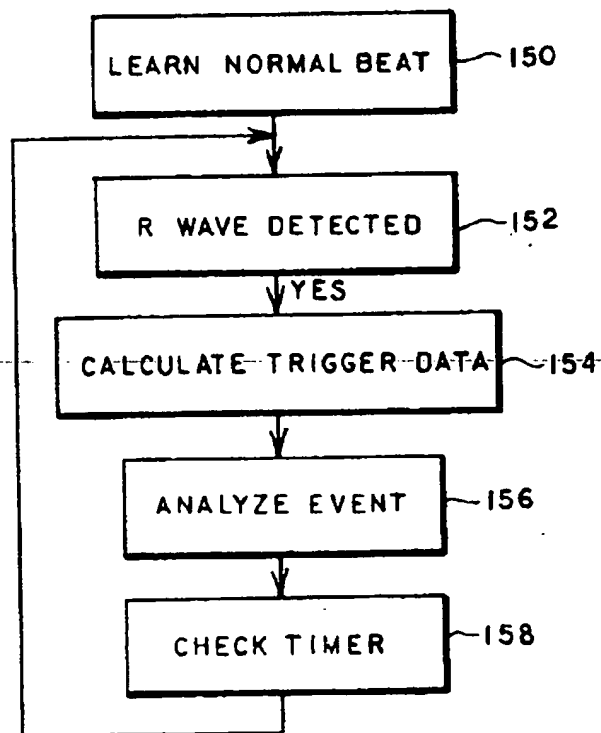 LEARN NORMAL BEAT
150
R WAVE DETECTED
152
YES
CALCULATE TRIGGER DATA
154
ANALYZE EVENT
156
CHECK TIMER
158